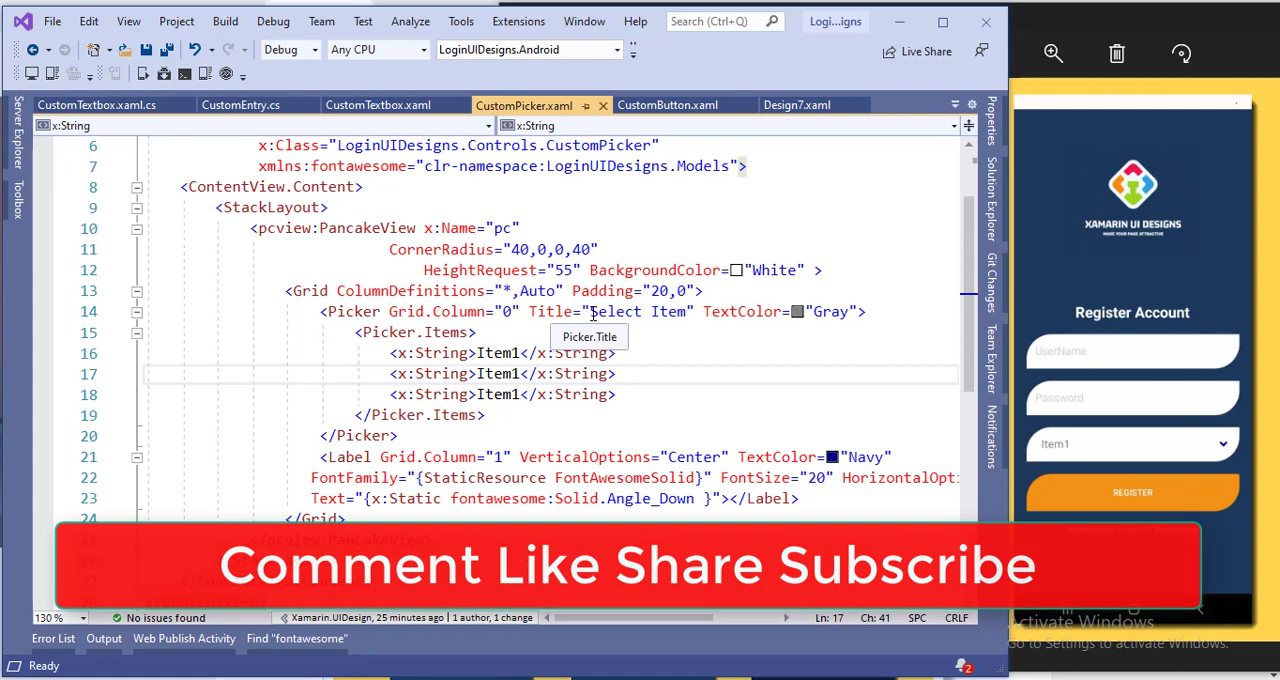 File Edit View Project Build Debug Team Test Analyze Tools Extensions Window Help Search (Ctrl+Q) Logi...igns
Debug Any CPU LoginUIDesigns.Android Live Share
CustomTextbox.xaml.cs CustomEntry.cs CustomTextbox.xaml CustomPicker.xaml CustomButton.xaml Design7.xaml
x:String x:String
Server Explorer
Toolbox
6 x:Class="LoginUIDesigns.Controls.CustomPicker"
7 xmlns:fontawesome="clr-namespace:LoginUIDesigns.Models">
8 <ContentView.Content>
9 <StackLayout>
10 <pcview:PancakeView x:Name="pc"
11 CornerRadius="40,0,0,40"
12 HeightRequest="55" BackgroundColor="White" >
13 <Grid ColumnDefinitions="*,Auto" Padding="20,0">
14 <Picker Grid.Column="0" Title="Select Item" TextColor="Gray">
15 <Picker.Items>
Picker.Title
16 <x:String>Item1</x:String>
17 <x:String>Item1</x:String>
18 <x:String>Item1</x:String>
19 </Picker.Items>
20 </Picker>
21 <Label Grid.Column="1" VerticalOptions="Center" TextColor="Navy"
22 FontFamily="{StaticResource FontAwesomeSolid}" FontSize="20" HorizontalOpti
23 Text="{x:Static fontawesome:Solid.Angle_Down }"></Label>
24 </Grid>
Comment Like Share Subscribe
130 % No issues found Xamarin.UIDesign, 25 minutes ago | 1 author, 1 change Ln: 17 Ch: 41 SPC CRLF
Error List Output Web Publish Activity Find "fontawesome"
Ready 2
Properties
Solution Explorer
Git Changes
Team Explorer
Notifications
XAMARIN UI DESIGNS
MAKE YOUR PAGE ATTRACTIVE
Register Account
UserName
Password
Item1
REGISTER
Activate Windows
Go to Settings to activate Windows.